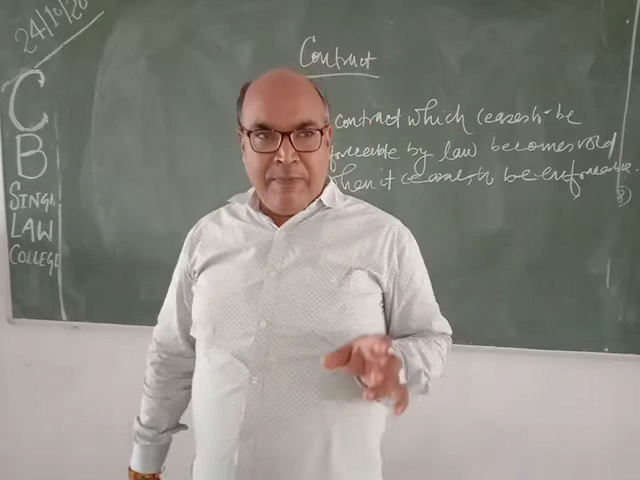 24/10/20
C
B
SINGH
LAW
COLLEGE
Contract
contract which ceases to be
forceable by law becomes void
when it ceases to be enforceable.